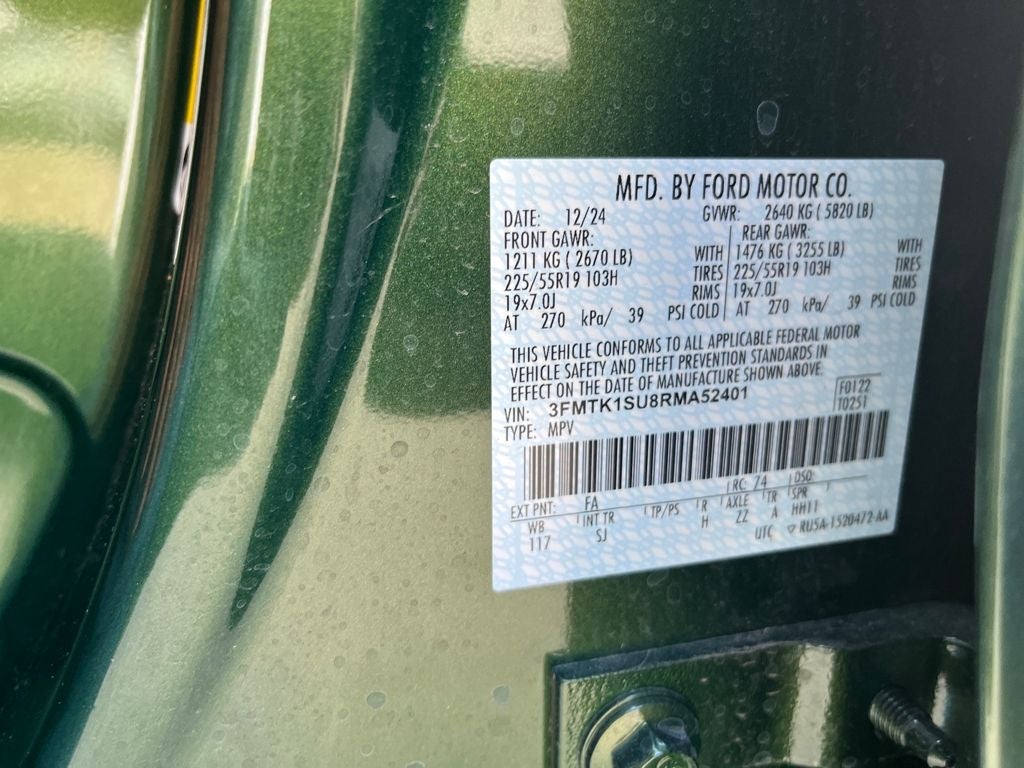 MFD. BY FORD MOTOR CO.
DATE: 12/24 GVWR: 2640 KG ( 5820 LB)
FRONT GAWR: REAR GAWR:
1211 KG ( 2670 LB) WITH 1476 KG ( 3255 LB) WITH
225/55R19 103H TIRES 225/55R19 103H TIRES
19x7.0J RIMS 19x7.0J RIMS
AT 270 kPa/ 39 PSI COLD AT 270 kPa/ 39 PSI COLD
THIS VEHICLE CONFORMS TO ALL APPLICABLE FEDERAL MOTOR
VEHICLE SAFETY AND THEFT PREVENTION STANDARDS IN
EFFECT ON THE DATE OF MANUFACTURE SHOWN ABOVE.
VIN: 3FMTK1SU8RMA52401 F0122
TYPE: MPV T0251
EXT PNT: FA RC: 74 DSO:
WB INT TR TP/PS R AXLE TR SPR
117 SJ H ZZ A HH11
UTC ▽ RU5A-1520472-AA